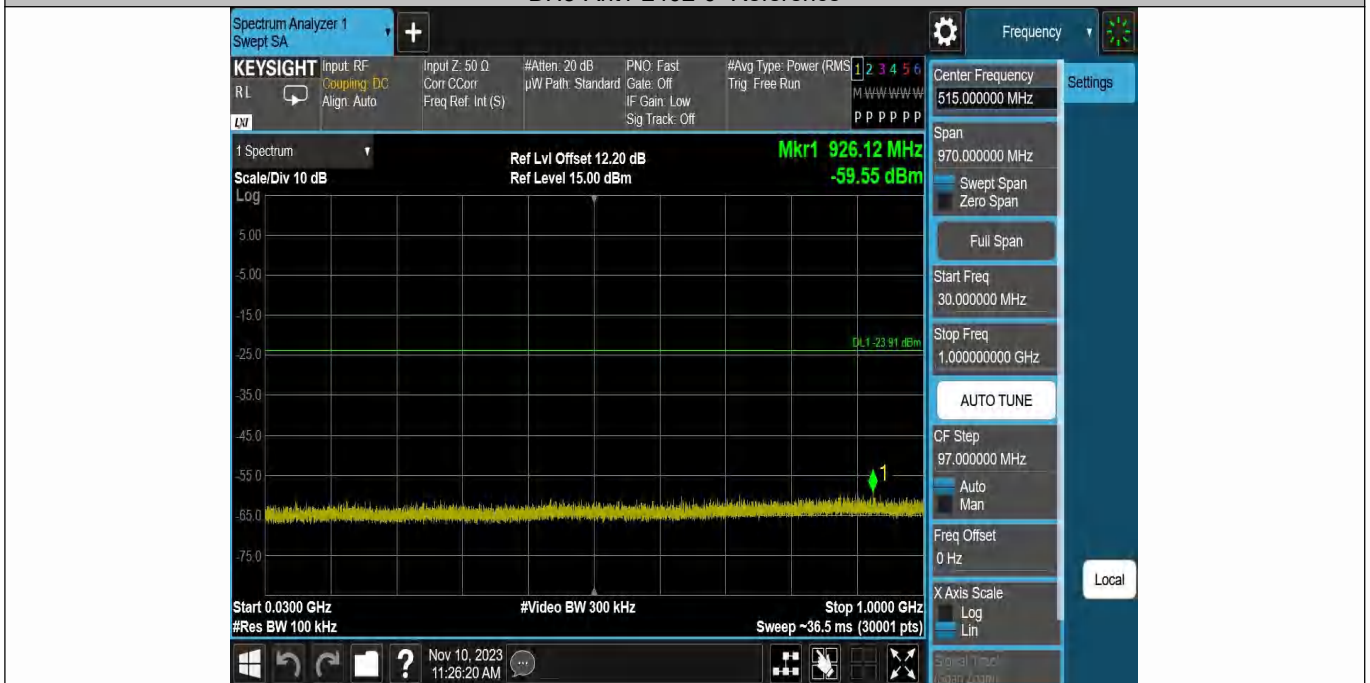 Spectrum Analyzer 1
Swept SA
+
Frequency
KEYSIGHT
RL
LXI
Input: RF
Coupling: DC
Align: Auto
Input Z: 50 Ω
Corr CCorr
Freq Ref: Int (S)
#Atten: 20 dB
µW Path: Standard
PNO: Fast
Gate: Off
IF Gain: Low
Sig Track: Off
#Avg Type: Power (RMS
Trig: Free Run
1 2 3 4 5 6
M W W W W W
P P P P P P
Center Frequency
515.000000 MHz
Settings
1 Spectrum
Scale/Div 10 dB
Log
Ref Lvl Offset 12.20 dB
Ref Level 15.00 dBm
Mkr1 926.12 MHz
-59.55 dBm
Span
970.000000 MHz
Swept Span
Zero Span
Full Span
Start Freq
30.000000 MHz
Stop Freq
1.000000000 GHz
AUTO TUNE
CF Step
97.000000 MHz
Auto
Man
Freq Offset
0 Hz
X Axis Scale
Log
Lin
Local
5.00
-5.00
-15.0
DL1 -23.91 dBm
-25.0
-35.0
-45.0
-55.0
1
-65.0
-75.0
Start 0.0300 GHz
#Video BW 300 kHz
Stop 1.0000 GHz
#Res BW 100 kHz
Sweep ~36.5 ms (30001 pts)
?
Nov 10, 2023
11:26:20 AM
Signal Track
(Span Zoom)